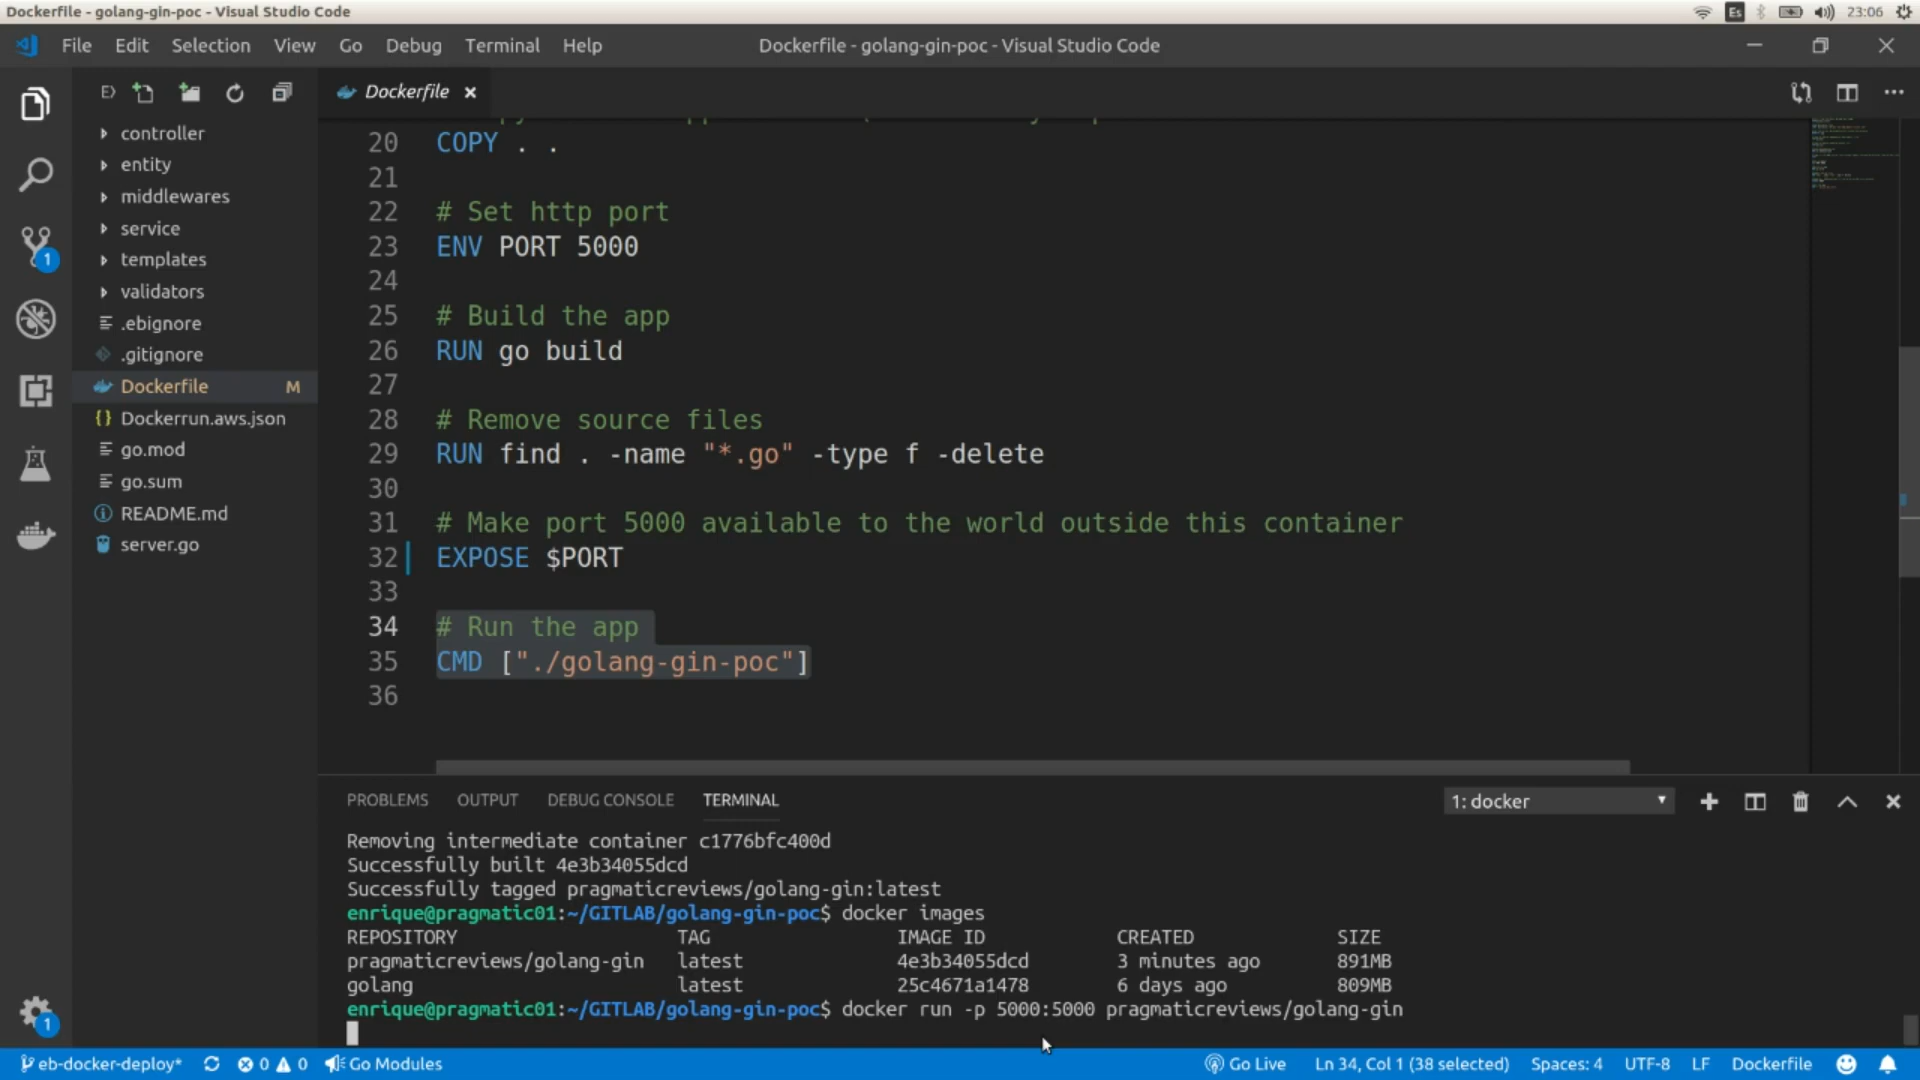 Dockerfile - golang-gin-poc - Visual Studio Code
Es
23:06
File Edit Selection View Go Debug Terminal Help
Dockerfile - golang-gin-poc - Visual Studio Code
Dockerfile
controller
entity
middlewares
service
templates
validators
.ebignore
.gitignore
Dockerfile M
Dockerrun.aws.json
go.mod
go.sum
README.md
server.go
1
1
20 COPY . .
21
22 # Set http port
23 ENV PORT 5000
24
25 # Build the app
26 RUN go build
27
28 # Remove source files
29 RUN find . -name "*.go" -type f -delete
30
31 # Make port 5000 available to the world outside this container
32 EXPOSE $PORT
33
34 # Run the app
35 CMD ["./golang-gin-poc"]
36
PROBLEMS OUTPUT DEBUG CONSOLE TERMINAL
1: docker
Removing intermediate container c1776bfc400d
Successfully built 4e3b34055dcd
Successfully tagged pragmaticreviews/golang-gin:latest
enrique@pragmatic01:~/GITLAB/golang-gin-poc$ docker images
REPOSITORY TAG IMAGE ID CREATED SIZE
pragmaticreviews/golang-gin latest 4e3b34055dcd 3 minutes ago 891MB
golang latest 25c4671a1478 6 days ago 809MB
enrique@pragmatic01:~/GITLAB/golang-gin-poc$ docker run -p 5000:5000 pragmaticreviews/golang-gin
eb-docker-deploy* 0 0 Go Modules
Go Live Ln 34, Col 1 (38 selected) Spaces: 4 UTF-8 LF Dockerfile